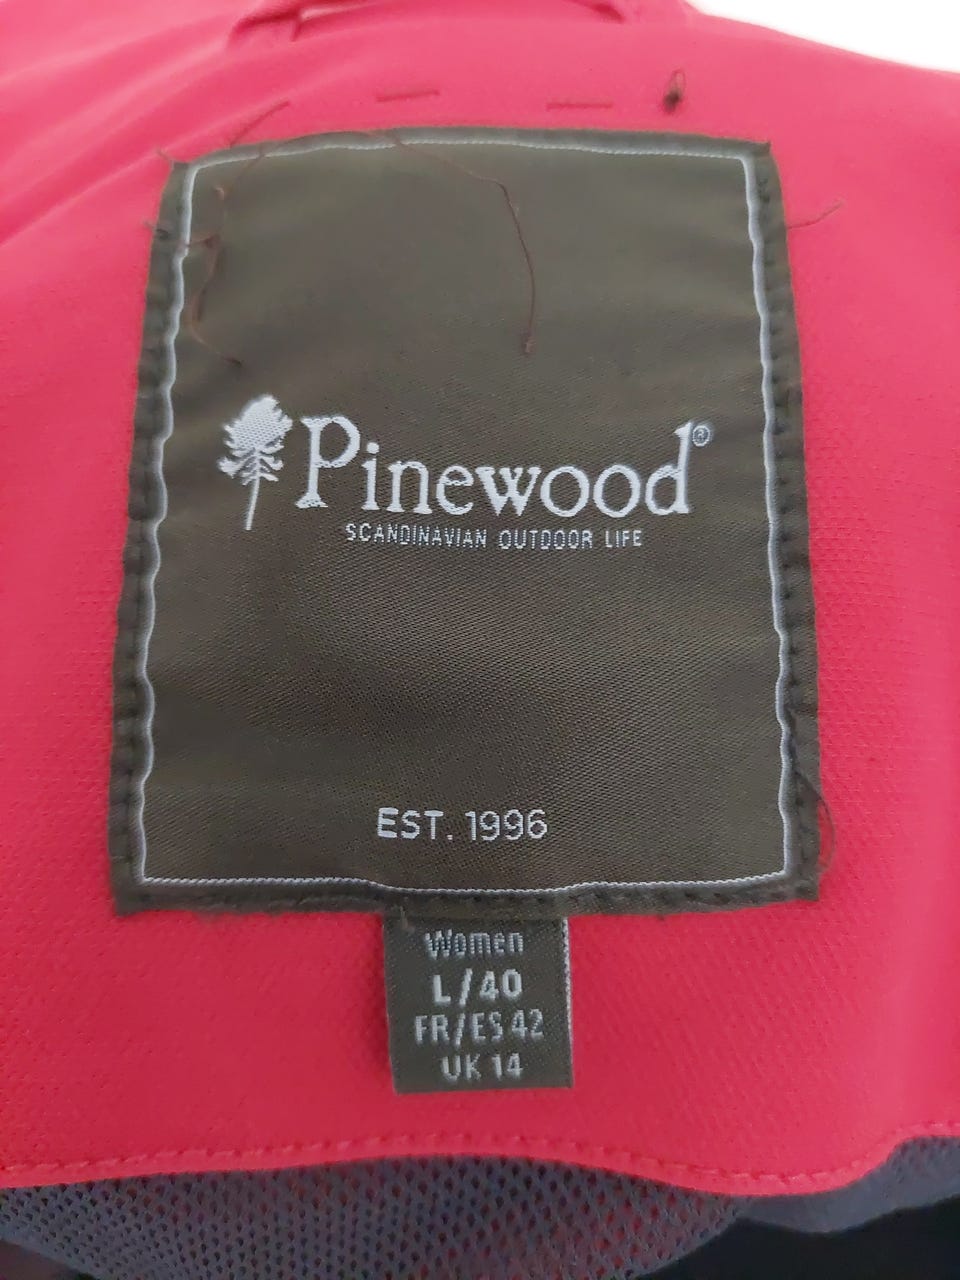 Pinewood®
SCANDINAVIAN OUTDOOR LIFE
EST. 1996
Women
L/40
FR/ES 42
UK 14